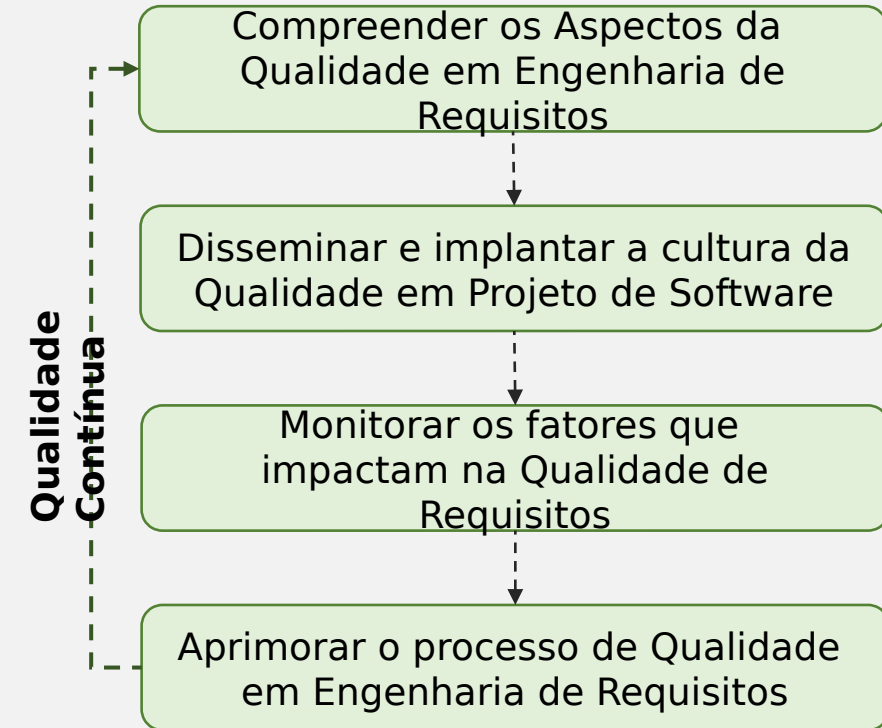 Compreender os Aspectos da
Qualidade em Engenharia de
Requisitos
Disseminar e implantar a cultura da
Qualidade em Projeto de Software
Monitorar os fatores que
impactam na Qualidade de
Requisitos
Aprimorar o processo de Qualidade
em Engenharia de Requisitos
Qualidade
Contínua